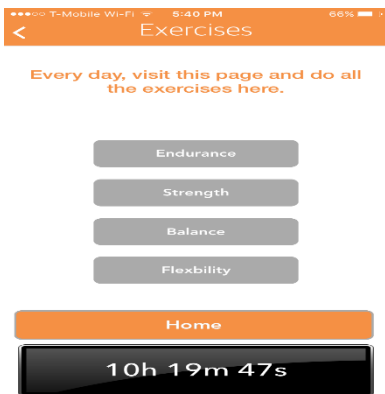 T-Mobile Wi-Fi 5:40 PM 66%
Exercises
Every day, visit this page and do all
the exercises here.
Endurance
Strength
Balance
Flexbility
Home
10h 19m 47s